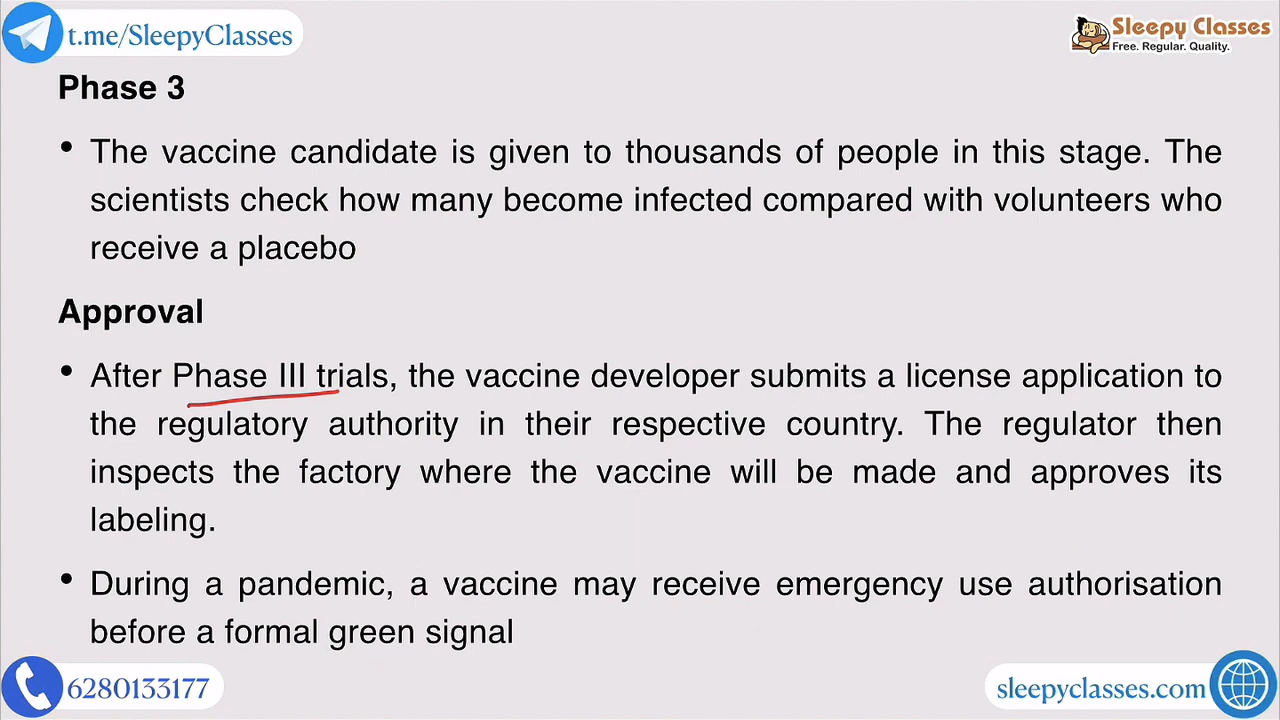 t.me/SleepyClasses
Sleepy Classes
Free. Regular. Quality.
Phase 3
• The vaccine candidate is given to thousands of people in this stage. The
scientists check how many become infected compared with volunteers who
receive a placebo
Approval
• After Phase III trials, the vaccine developer submits a license application to
the regulatory authority in their respective country. The regulator then
inspects the factory where the vaccine will be made and approves its
labeling.
• During a pandemic, a vaccine may receive emergency use authorisation
before a formal green signal
6280133177
sleepyclasses.com